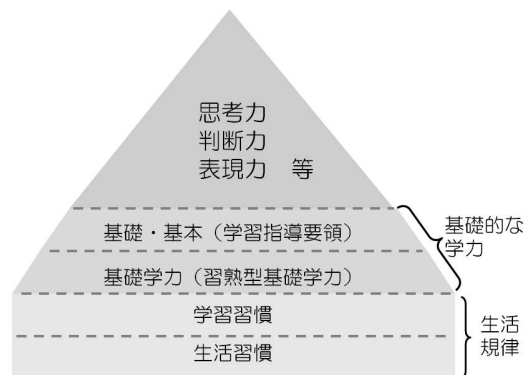 思考力
判断力
表現力　等
基礎・基本（学習指導要領）
基礎学力（習熟型基礎学力）
基礎的な
学力
学習習慣
生活習慣
生活
規律